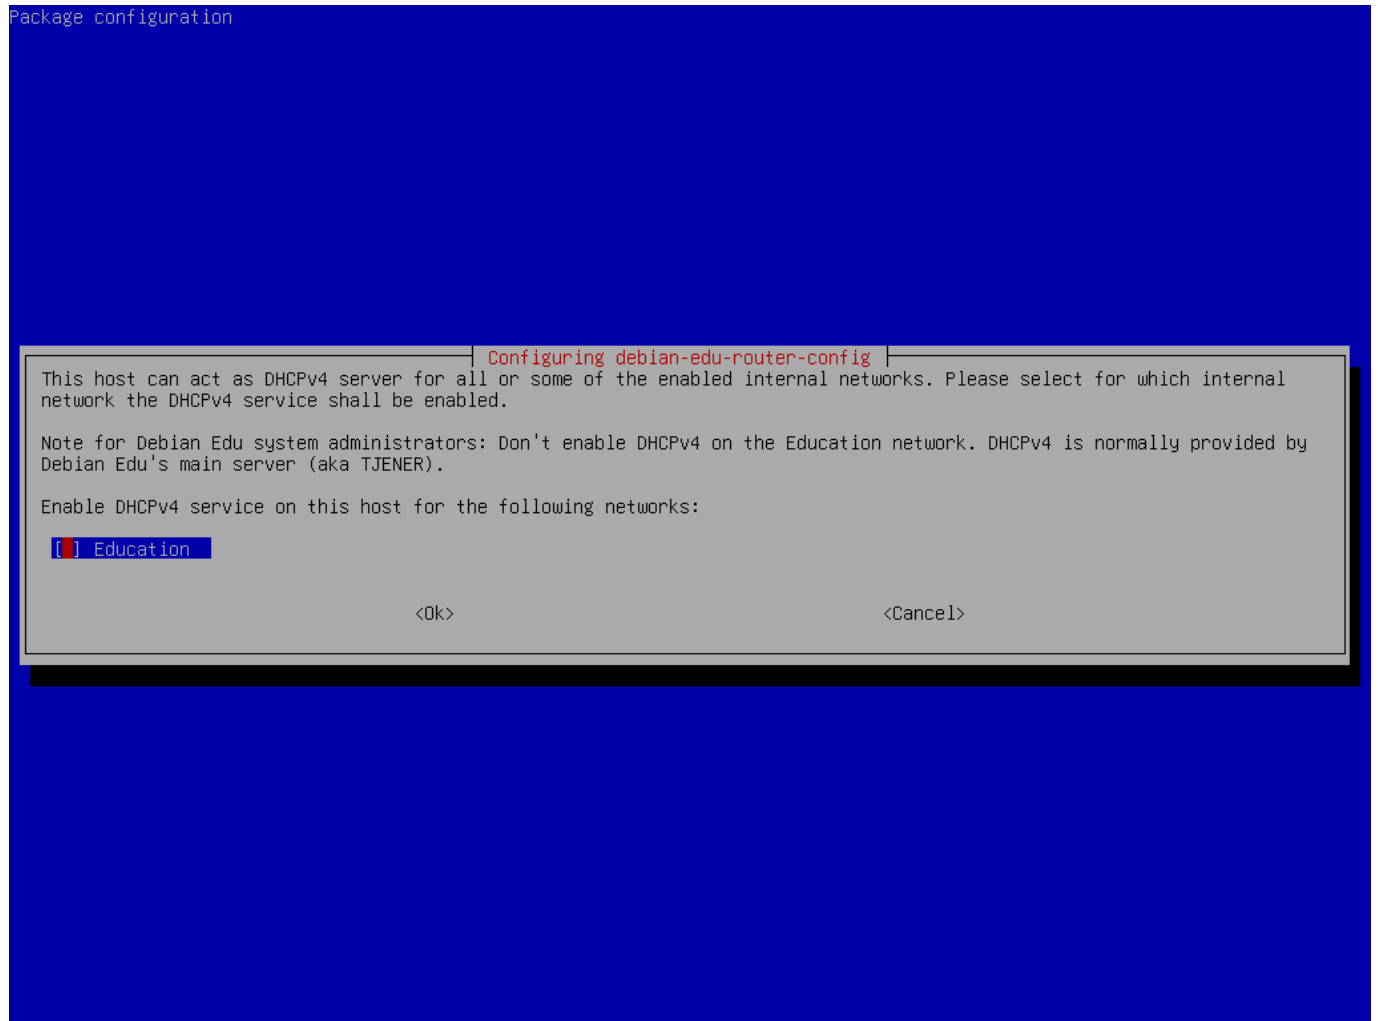 Package configuration
Configuring debian-edu-router-config
This host can act as DHCPv4 server for all or some of the enabled internal networks. Please select for which internal
network the DHCPv4 service shall be enabled.
Note for Debian Edu system administrators: Don't enable DHCPv4 on the Education network. DHCPv4 is normally provided by
Debian Edu's main server (aka TJENER).
Enable DHCPv4 service on this host for the following networks:
[ ] Education
<Ok> <Cancel>